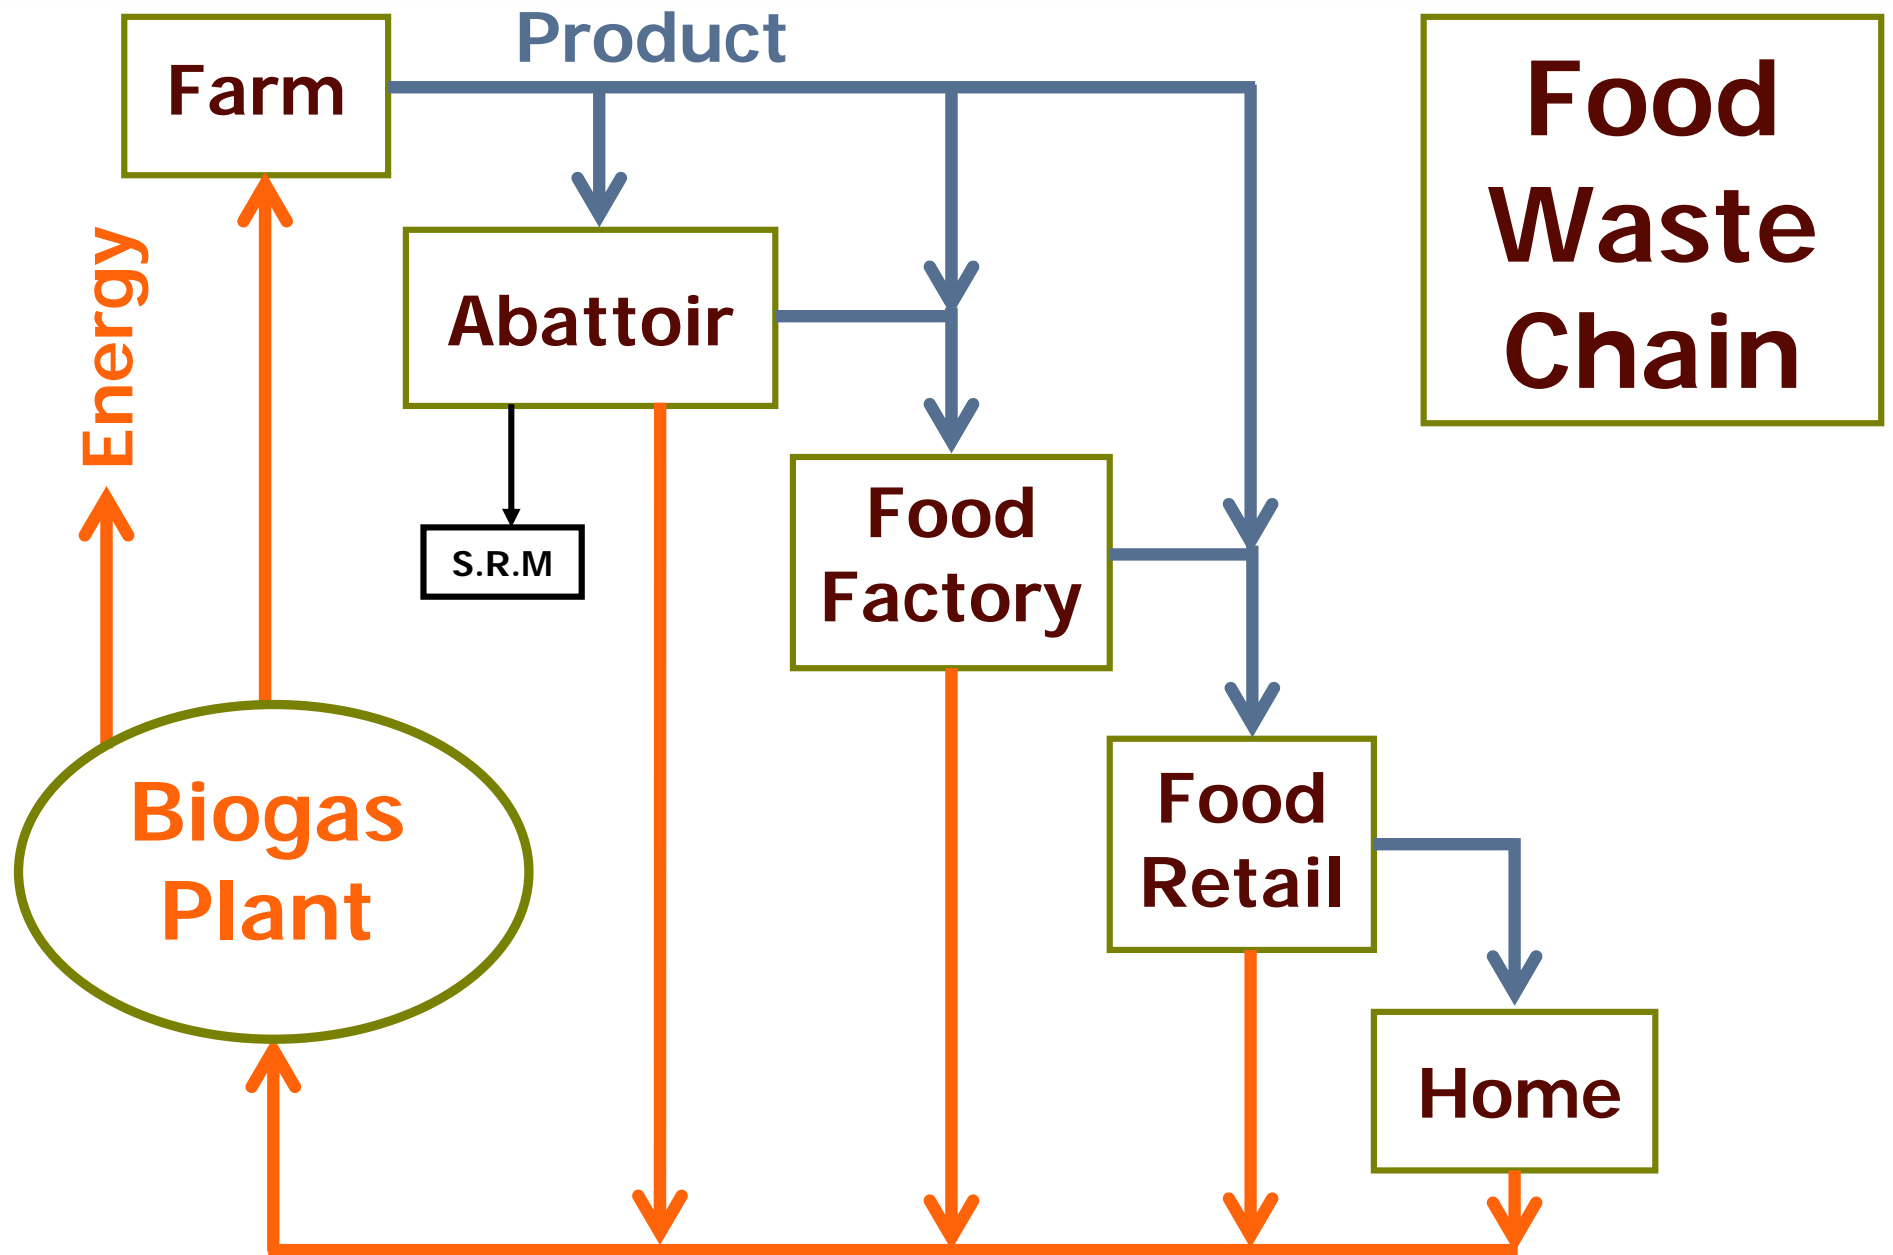 Product
Farm
Food
Waste
Chain
Energy
Abattoir
S.R.M
Food
Factory
Food
Retail
Biogas
Plant
Home